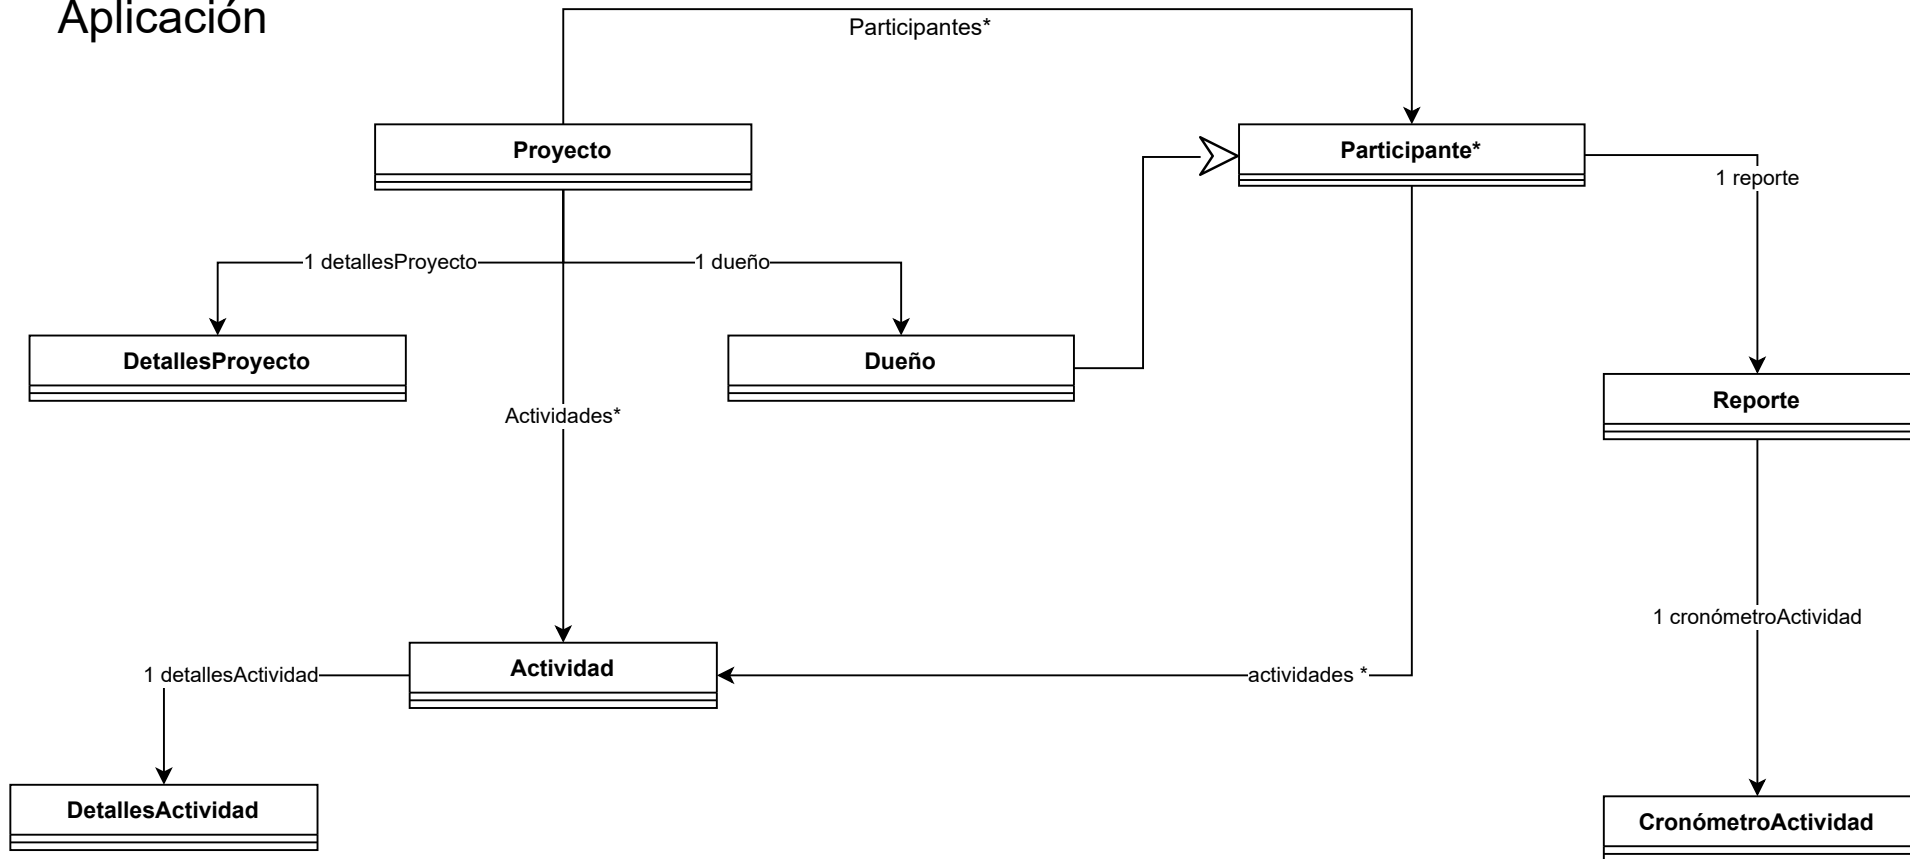 Aplicación
Participantes*
Proyecto
Participante*
1 reporte
1 detallesProyecto
1 dueño
DetallesProyecto
Dueño
Reporte
Actividades*
1 cronómetroActividad
Actividad
1 detallesActividad
actividades *
DetallesActividad
CronómetroActividad